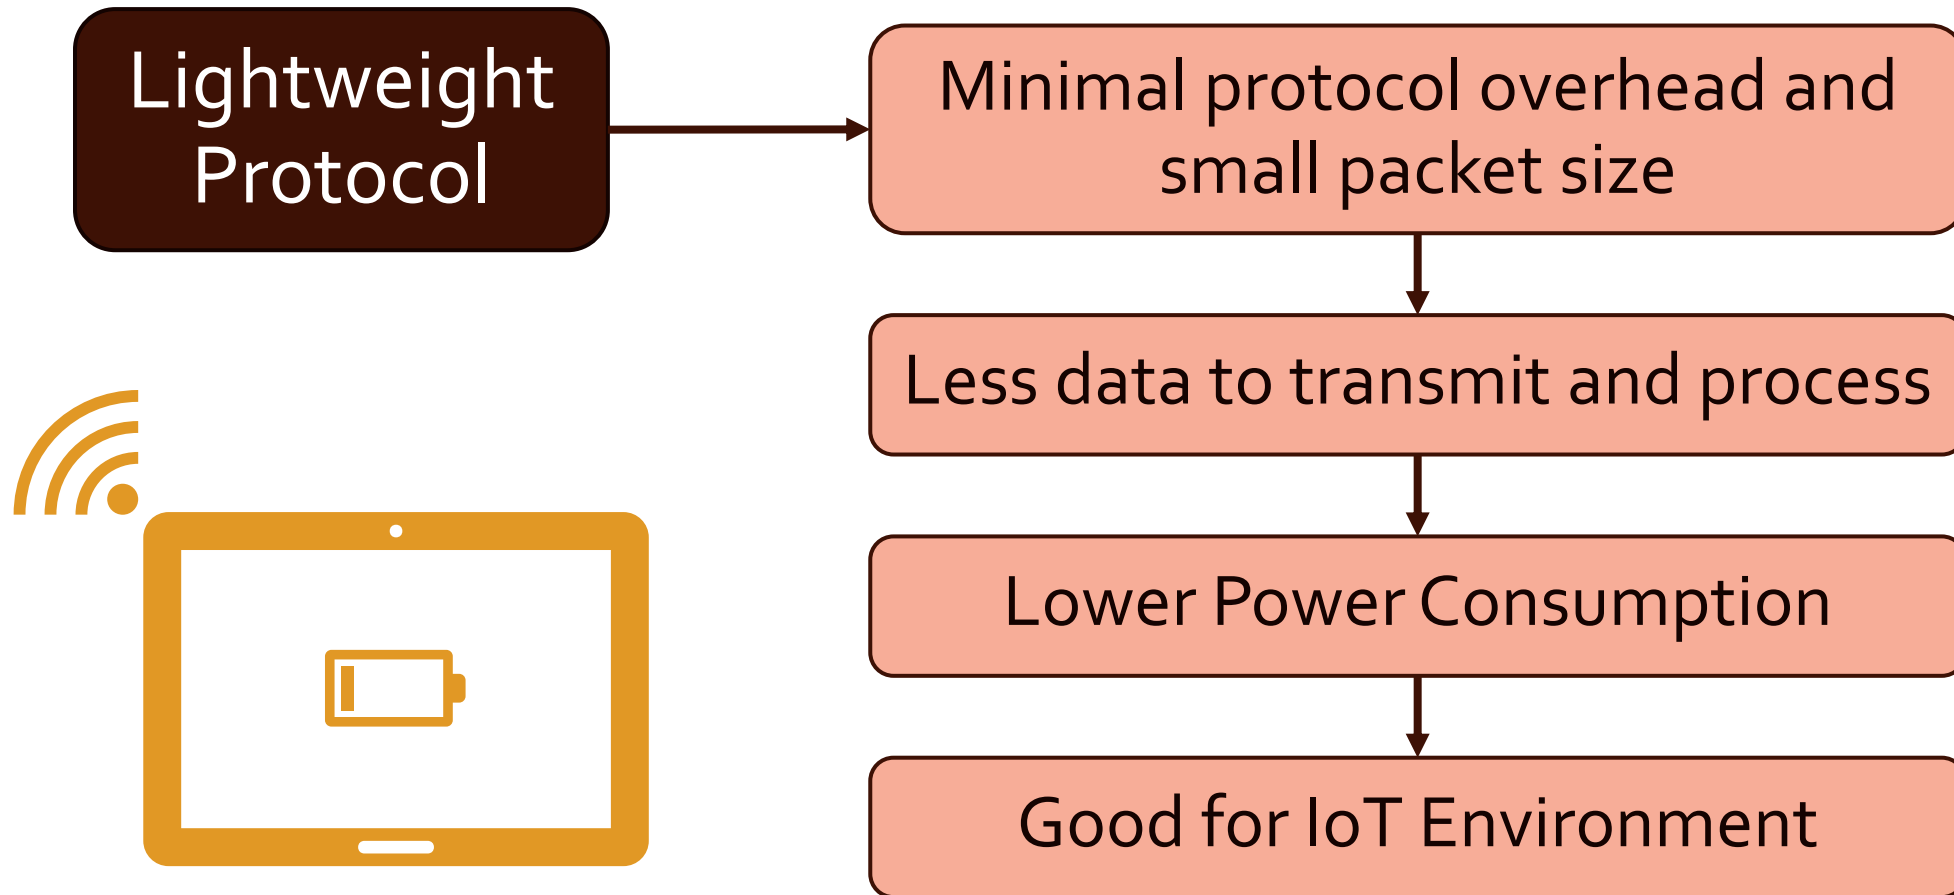 Lightweight
Protocol
Minimal protocol overhead and
small packet size
Less data to transmit and process
Lower Power Consumption
Good for IoT Environment